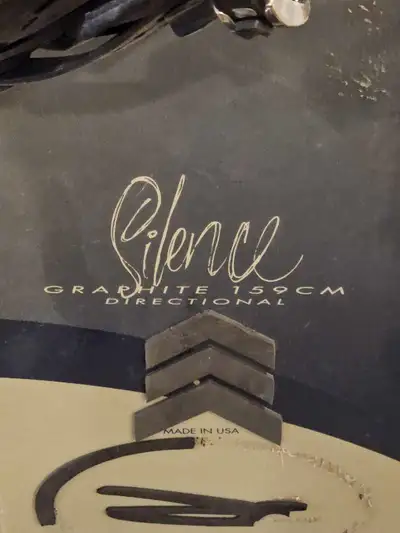 Silence
GRAPHITE 159CM
DIRECTIONAL
MADE IN USA